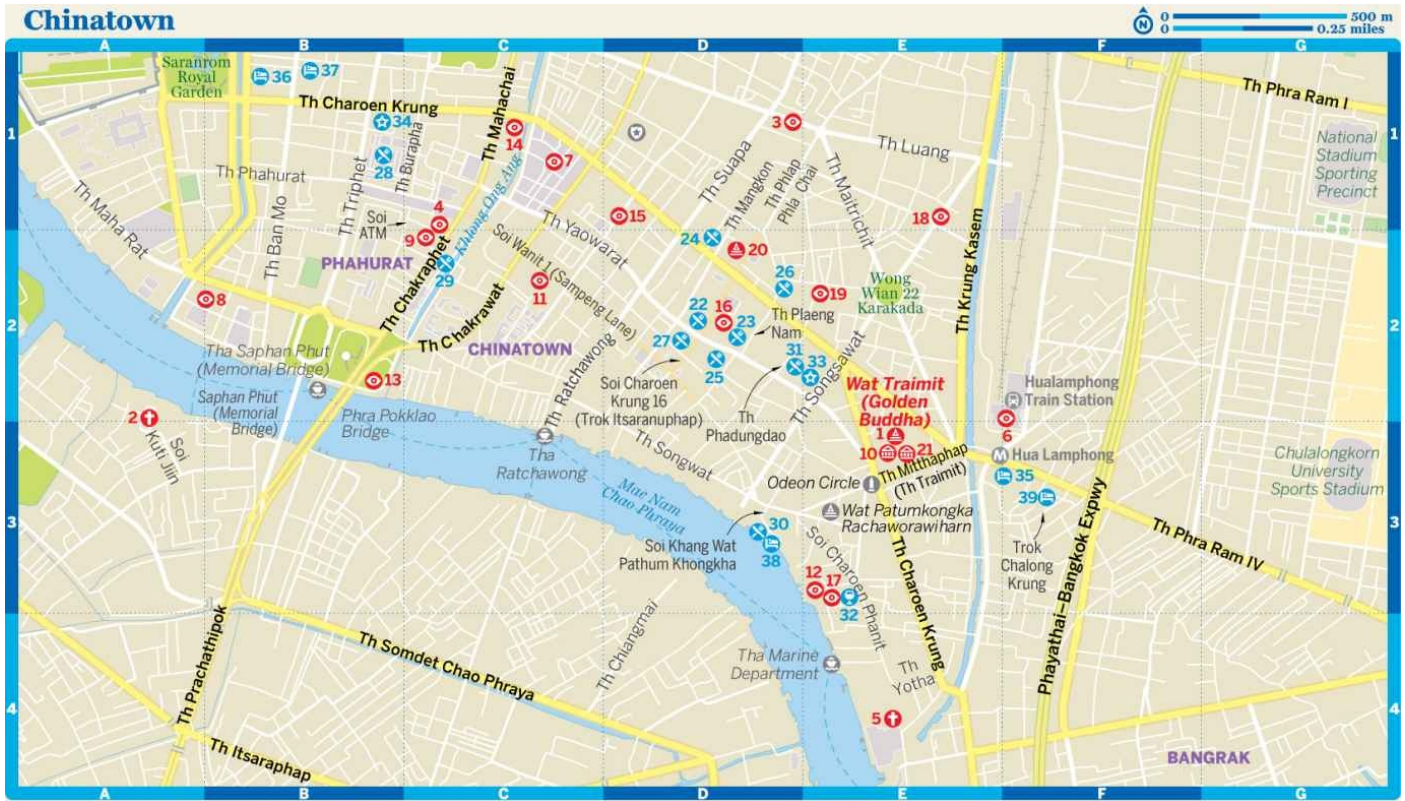 Chinatown
N
0
500 m
0
0.25 miles
A
B
C
D
E
F
G
Saranrom
Royal
Garden
36
37
Th Charoen Krung
Th Phra Ram I
1
34
Th Mahachai
14
3
1
National
Stadium
Sporting
Precinct
Th Luang
7
28
Th Burapha
Th Triphet
Th Phahurat
Khlong Ong Ang
Th Suapa
Th Mangkon
Th Phlap
Phla Chai
Th Maitrichit
Th Maha Rat
Th Ban Mo
Soi
ATM
4
9
15
18
Th Yaowarat
24
20
PHAHURAT
29
Soi Wanit 1 (Sampeng Lane)
11
26
19
Wong
Wian 22
Karakada
Th Krung Kasem
8
Th Chakraphet
Th Chakrawat
22
16
23
Th Plaeng
Nam
2
2
27
25
CHINATOWN
Tha Saphan Phut
(Memorial Bridge)
Th Ratchawong
31
33
Th Songsawat
Soi Charoen
Krung 16
(Trok Itsaranuphap)
13
Wat Traimit
(Golden
Buddha)
Hualamphong
Train Station
Saphan Phut
(Memorial
Bridge)
Phra Pokklao
Bridge
Th
Phadungdao
2
Soi
Kuti Jiin
6
1
10
21
Hua Lamphong
Tha
Ratchawong
Th Songwat
Th Mitthaphap
(Th Traimit)
35
39
Chulalongkorn
University
Sports Stadium
Odeon Circle
Mae Nam
Chao Phraya
Wat Patumkongka
Rachaworawiharn
3
3
30
38
Soi Khang Wat
Pathum Khongkha
Soi Charoen Phanit
Trok
Chalong
Krung
Th Phra Ram IV
12
17
32
Th Charoen Krung
Phayathai–Bangkok Expwy
Th Prachathipok
Th Somdet Chao Phraya
Th Chiangmai
Tha Marine
Department
Th
Yotha
4
4
5
Th Itsaraphap
BANGRAK
M
A
B
C
D
E
F
G